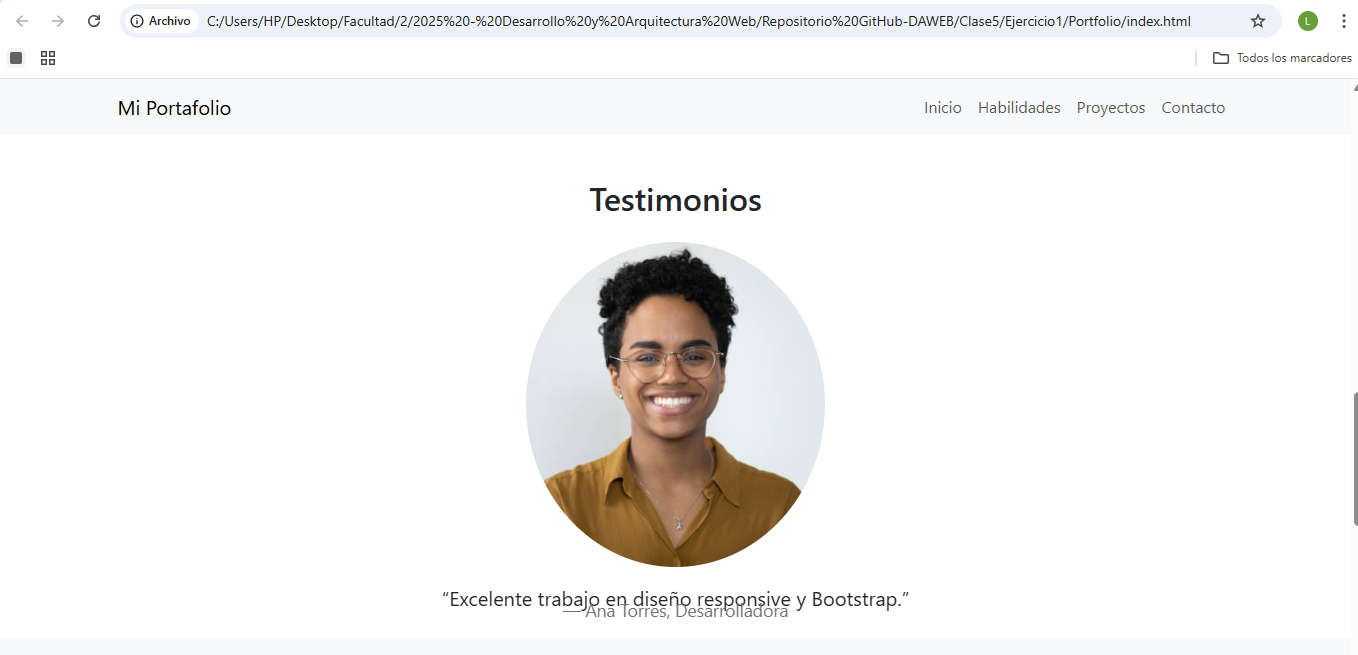 Archivo C:/Users/HP/Desktop/Facultad/2/2025%20-%20Desarrollo%20y%20Arquitectura%20Web/Repositorio%20GitHub-DAWEB/Clase5/Ejercicio1/Portfolio/index.html L
Todos los marcadores
Mi Portafolio Inicio Habilidades Proyectos Contacto
Testimonios
“Excelente trabajo en diseño responsive y Bootstrap.”
— Ana Torres, Desarrolladora